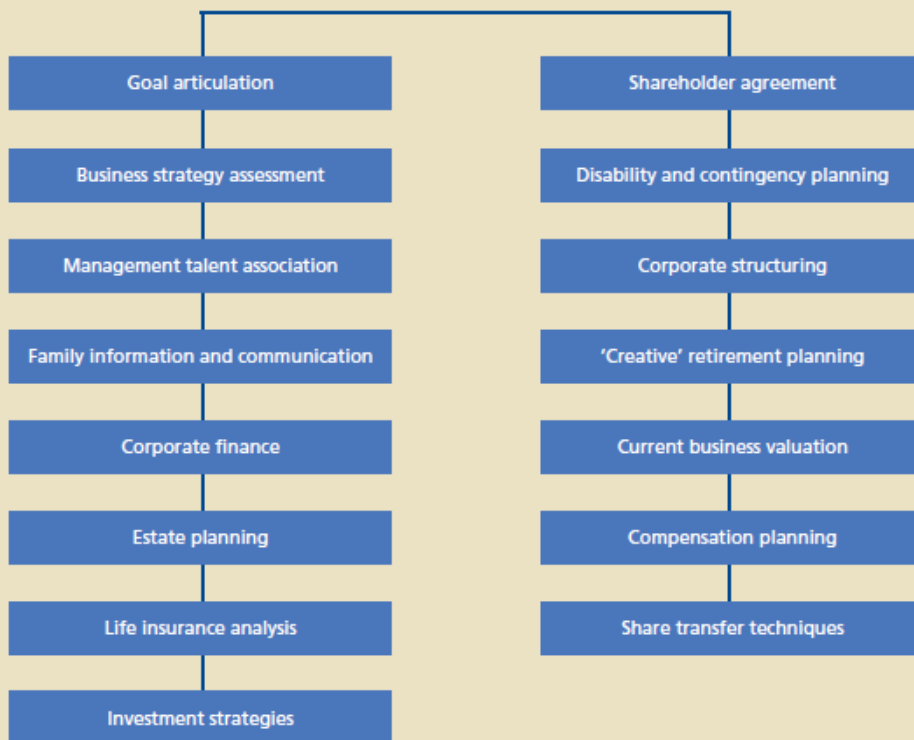 Goal articulation
Business strategy assessment
Management talent association
Family information and communication
Corporate finance
Estate planning
Life insurance analysis
Investment strategies
Shareholder agreement
Disability and contingency planning
Corporate structuring
‘Creative’ retirement planning
Current business valuation
Compensation planning
Share transfer techniques